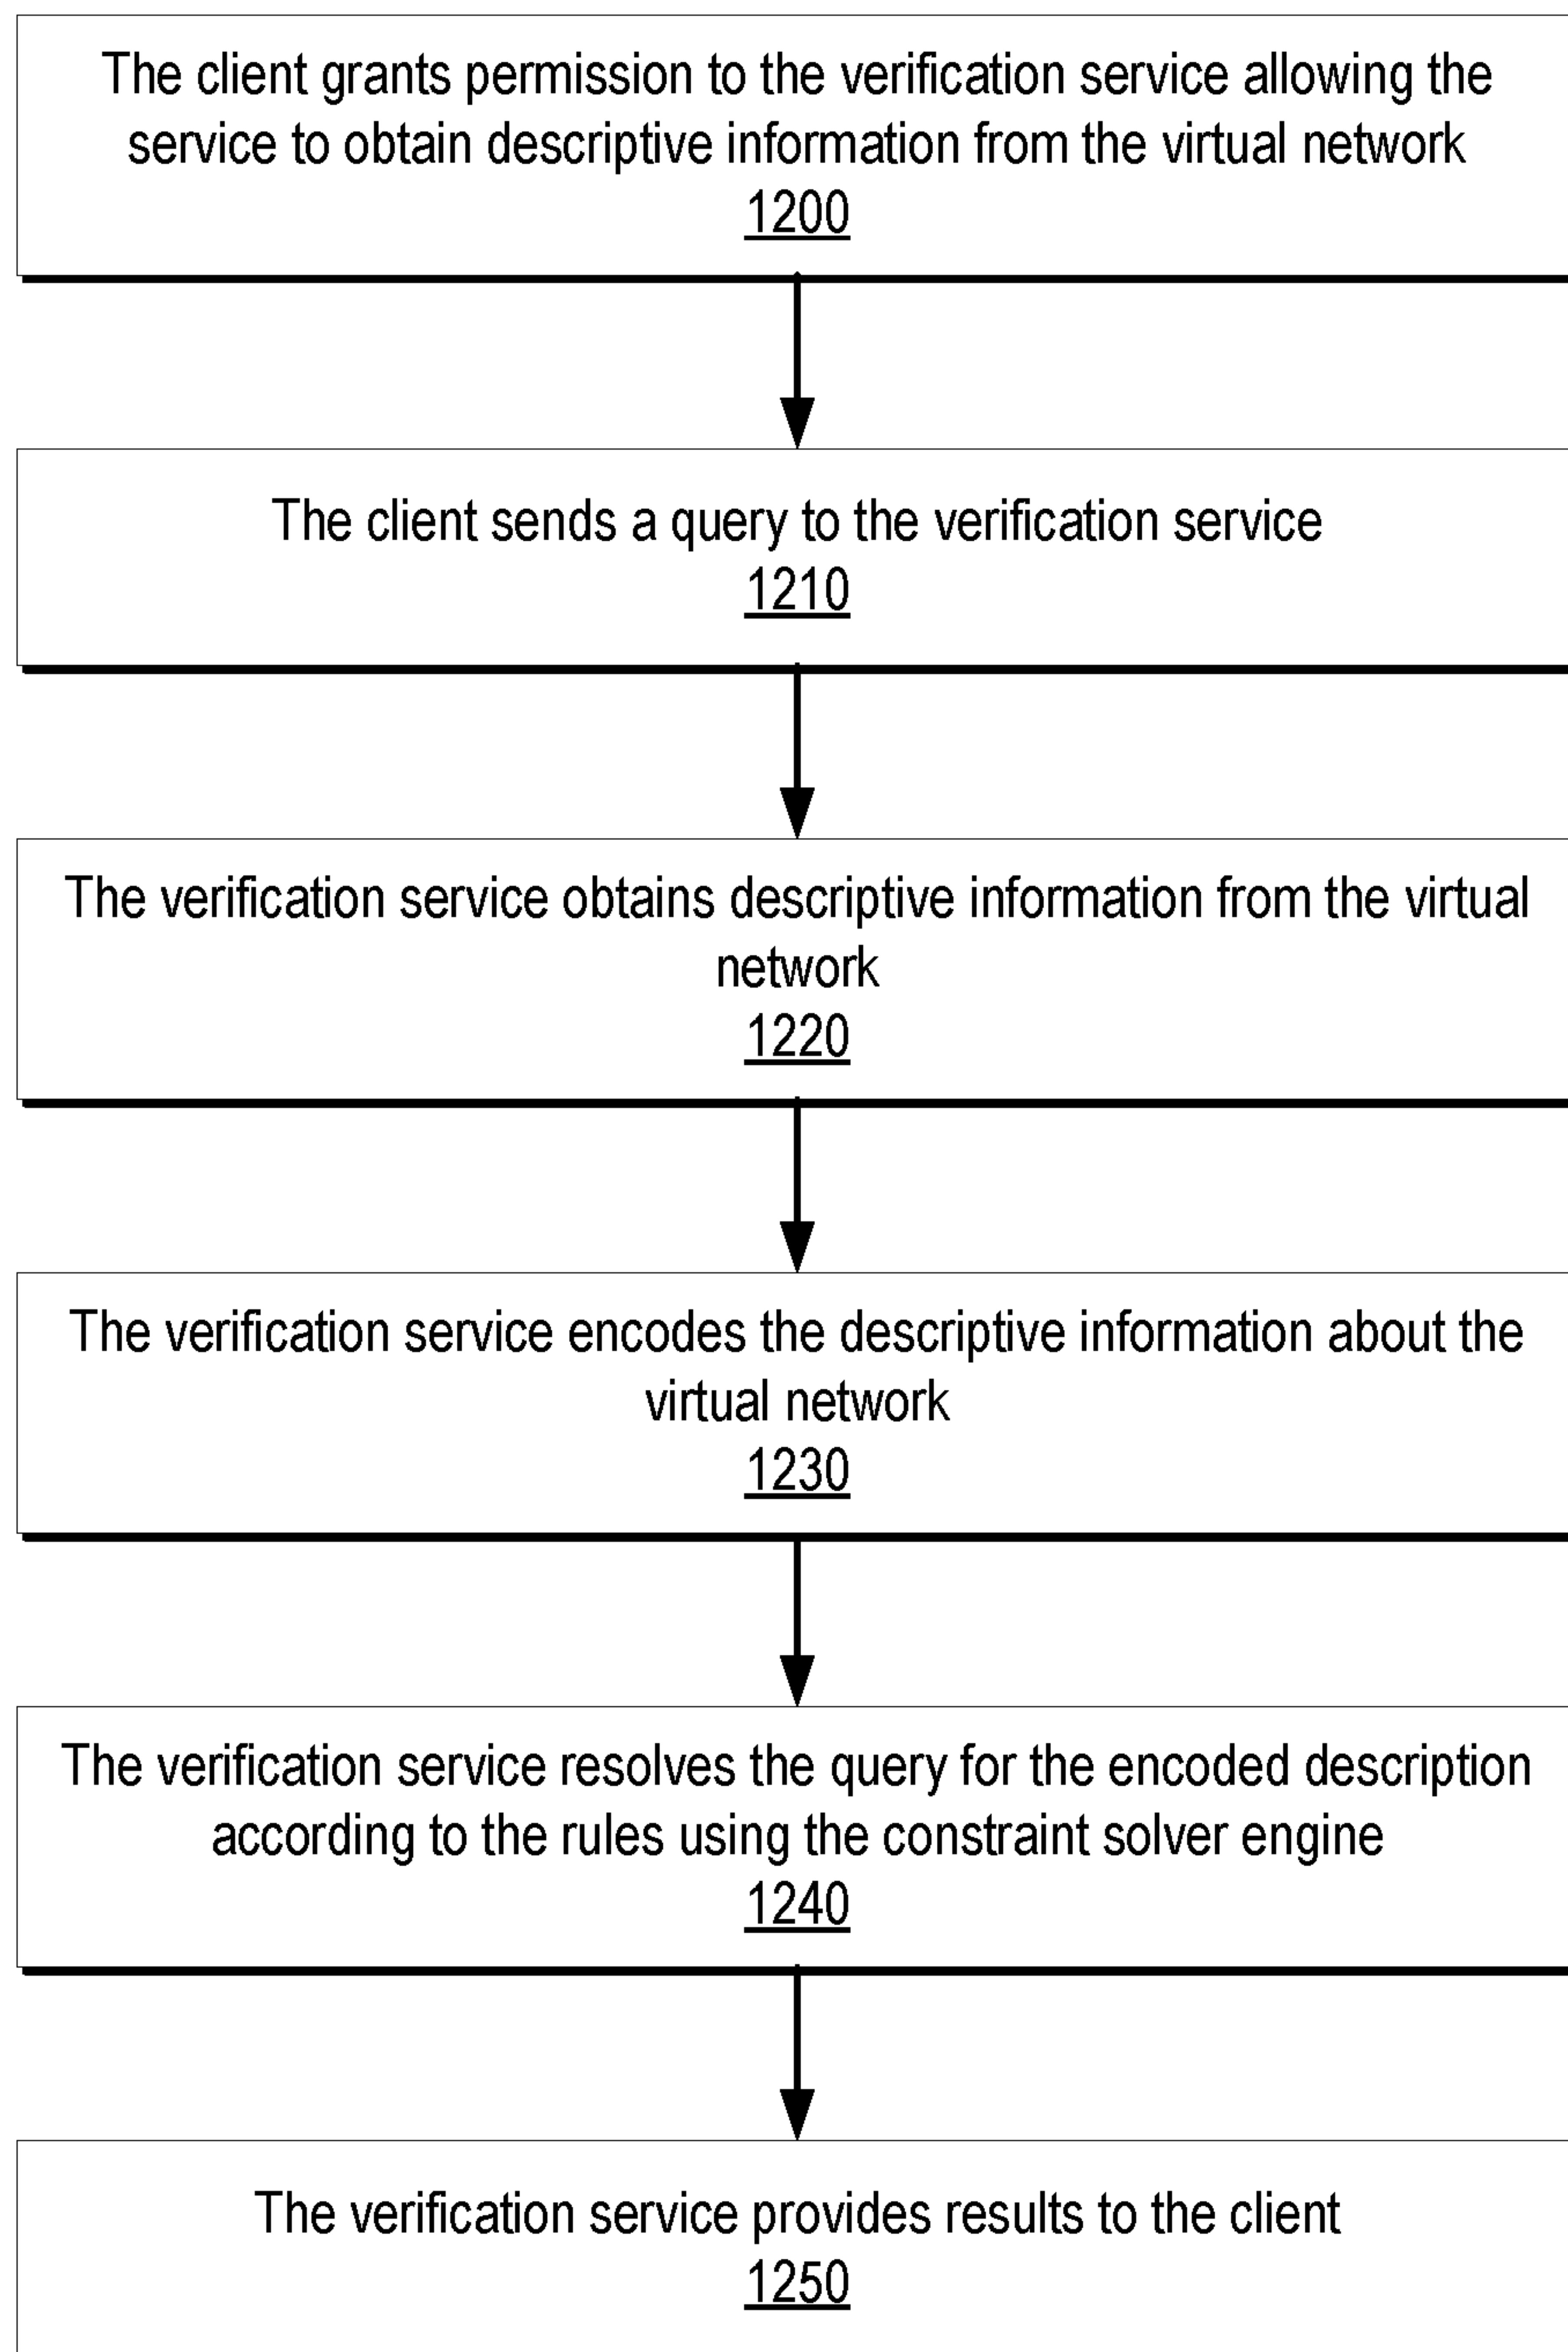 The client grants permission to the verification service allowing the
service to obtain descriptive information from the virtual network
1200
The client sends a query to the verification service
1210
The verification service obtains descriptive information from the virtual
network
1220
The verification service encodes the descriptive information about the
virtual network
1230
The verification service resolves the query for the encoded description
according to the rules using the constraint solver engine
1240
The verification service provides results to the client
1250